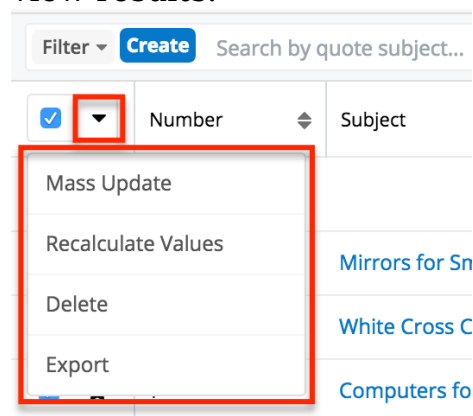 Filter Create Search by quote subject...
Number Subject
Mass Update
Recalculate Values
Mirrors for Sm
Delete
White Cross C
Export
Computers fo